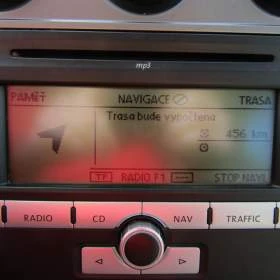 mp3
PAMĚŤ NAVIGACE TRASA
Trasa bude vypočtena
456 km
TP RADIO F1 STOP NAVI.
RADIO CD NAV TRAFFIC